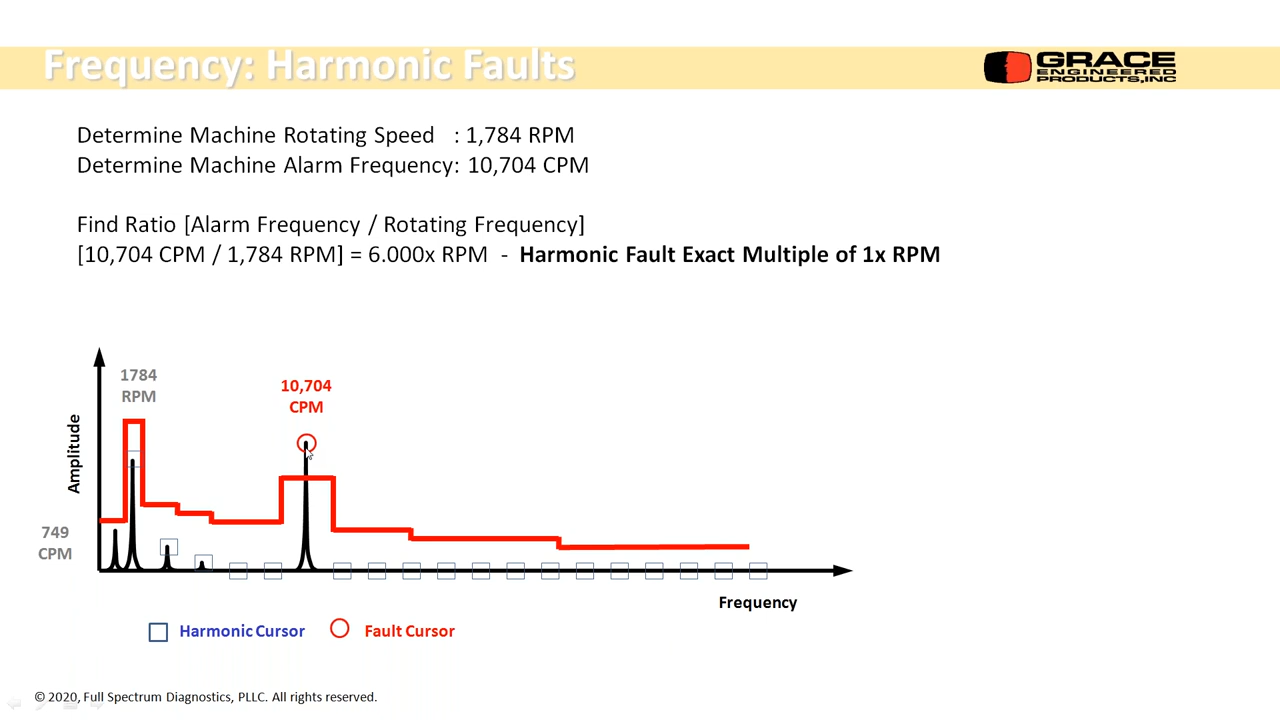 Frequency: Harmonic Faults
GRACE
ENGINEERED
PRODUCTS, INC
Determine Machine Rotating Speed : 1,784 RPM
Determine Machine Alarm Frequency: 10,704 CPM
Find Ratio [Alarm Frequency / Rotating Frequency]
[10,704 CPM / 1,784 RPM] = 6.000x RPM - Harmonic Fault Exact Multiple of 1x RPM
1784
RPM
10,704
CPM
Amplitude
749
CPM
Frequency
Harmonic Cursor
Fault Cursor
© 2020, Full Spectrum Diagnostics, PLLC. All rights reserved.